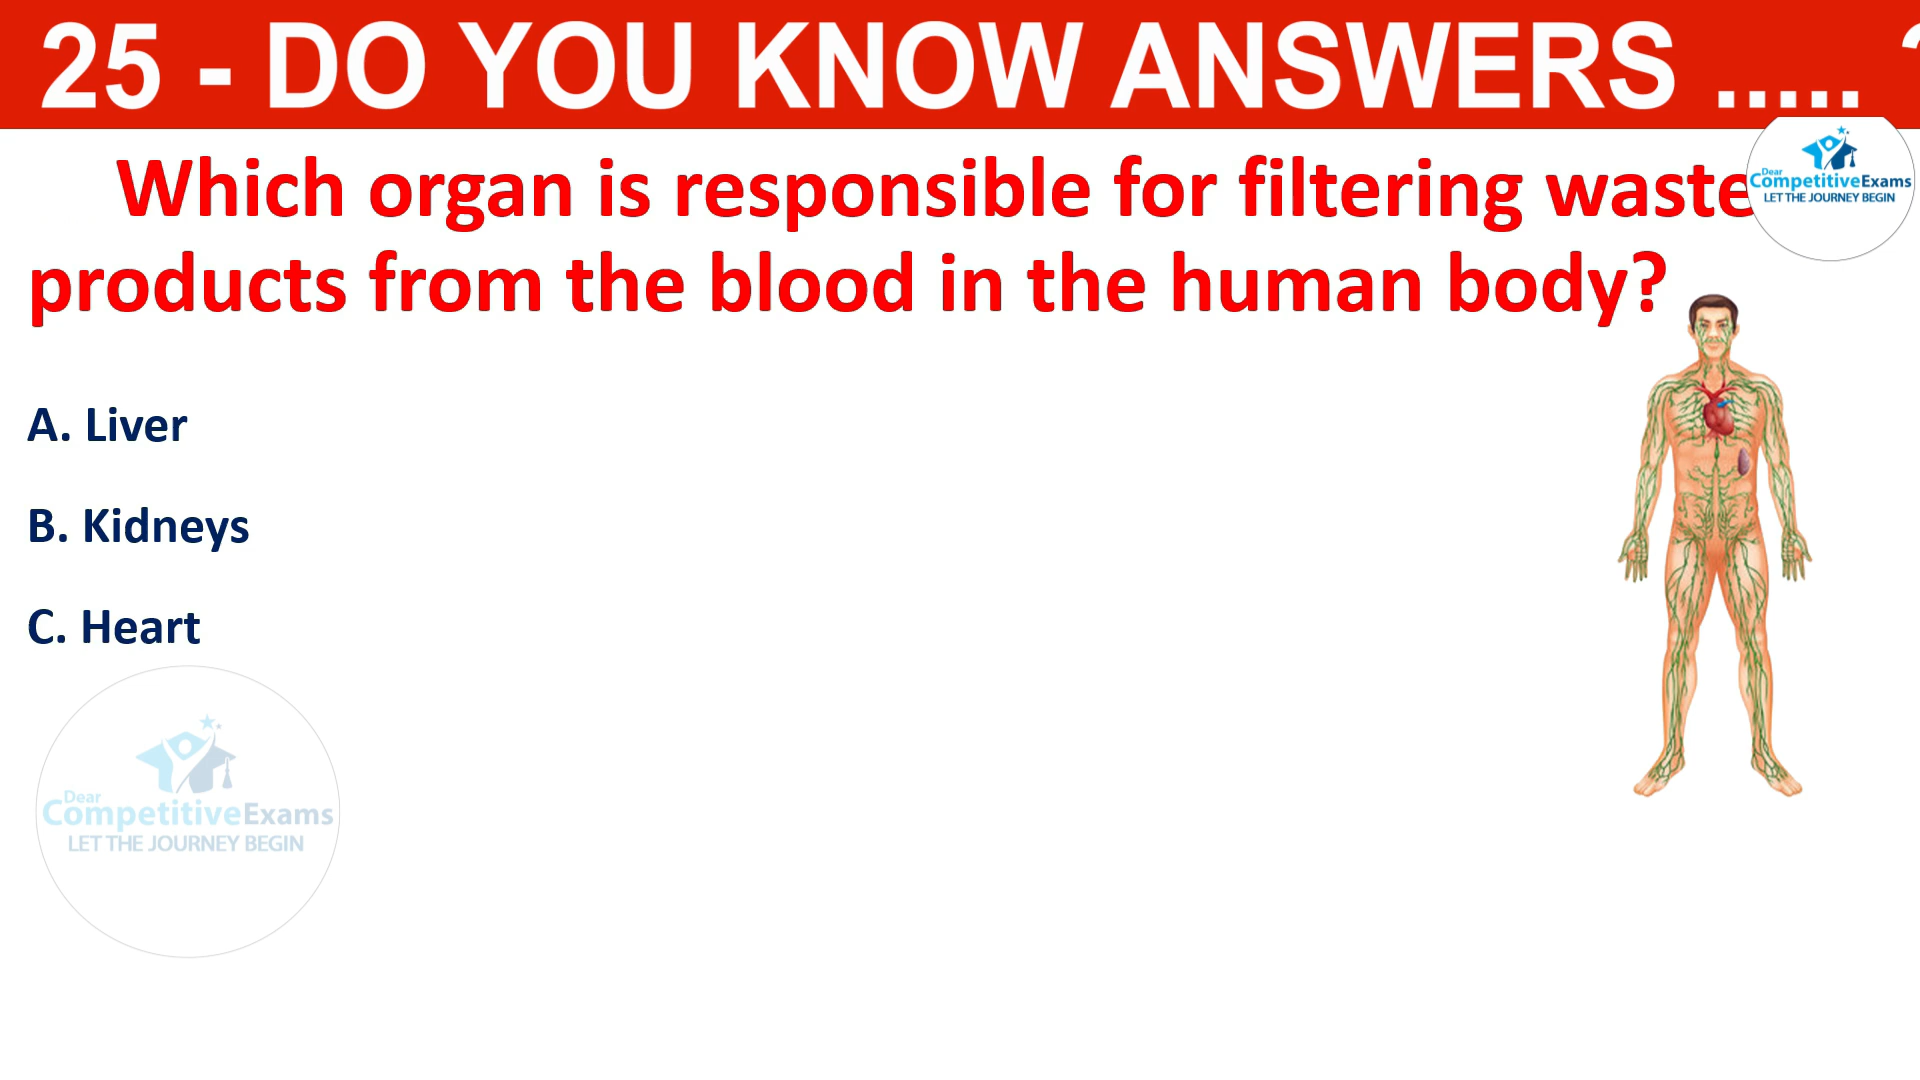 25 - DO YOU KNOW ANSWERS ..... ?
Which organ is responsible for filtering waste
products from the blood in the human body?
Dear
CompetitiveExams
LET THE JOURNEY BEGIN
A. Liver
B. Kidneys
C. Heart
Dear
CompetitiveExams
LET THE JOURNEY BEGIN